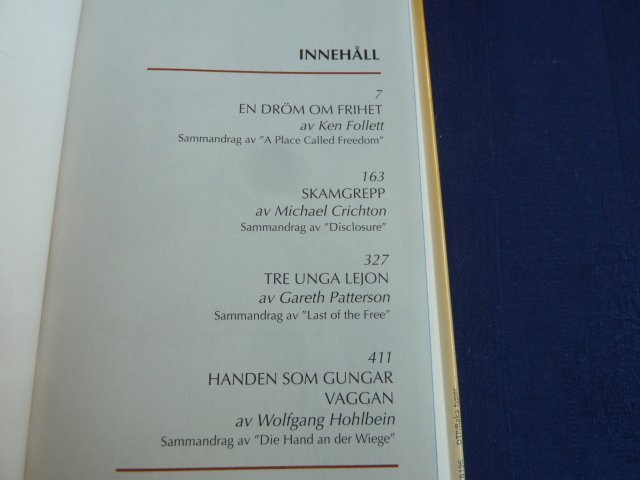 INNEHÅLL
7
EN DRÖM OM FRIHET
av Ken Follett
Sammandrag av "A Place Called Freedom"
163
SKAMGREPP
av Michael Crichton
Sammandrag av "Disclosure"
327
TRE UNGA LEJON
av Gareth Patterson
Sammandrag av "Last of the Free"
411
HANDEN SOM GUNGAR
VAGGAN
av Wolfgang Hohlbein
Sammandrag av "Die Hand an der Wiege"